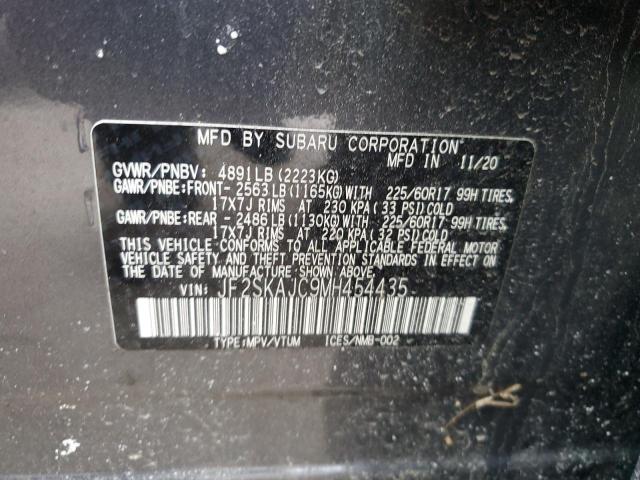 MFD BY SUBARU CORPORATION
MFD IN 11/20
GVWR/PNBV: 4891LB(2223KG)
GAWR/PNBE:FRONT- 2563LB(1165KG)WITH 225/60R17 99H TIRES,
17X7J RIMS AT 230 KPA (33 PSI)COLD
GAWR/PNBE:REAR - 2486LB(1130KG)WITH 225/60R17 99H TIRES,
17X7J RIMS AT 220 KPA (32 PSI)COLD
THIS VEHICLE CONFORMS TO ALL APPLICABLE FEDERAL MOTOR
VEHICLE SAFETY, BUMPER, AND THEFT PREVENTION STANDARDS
IN EFFECT ON THE DATE OF MANUFACTURE SHOWN ABOVE.
VIN: JF2SKAJC9MH454435
TYPE:MPV/VTUM ICES/NMB-002